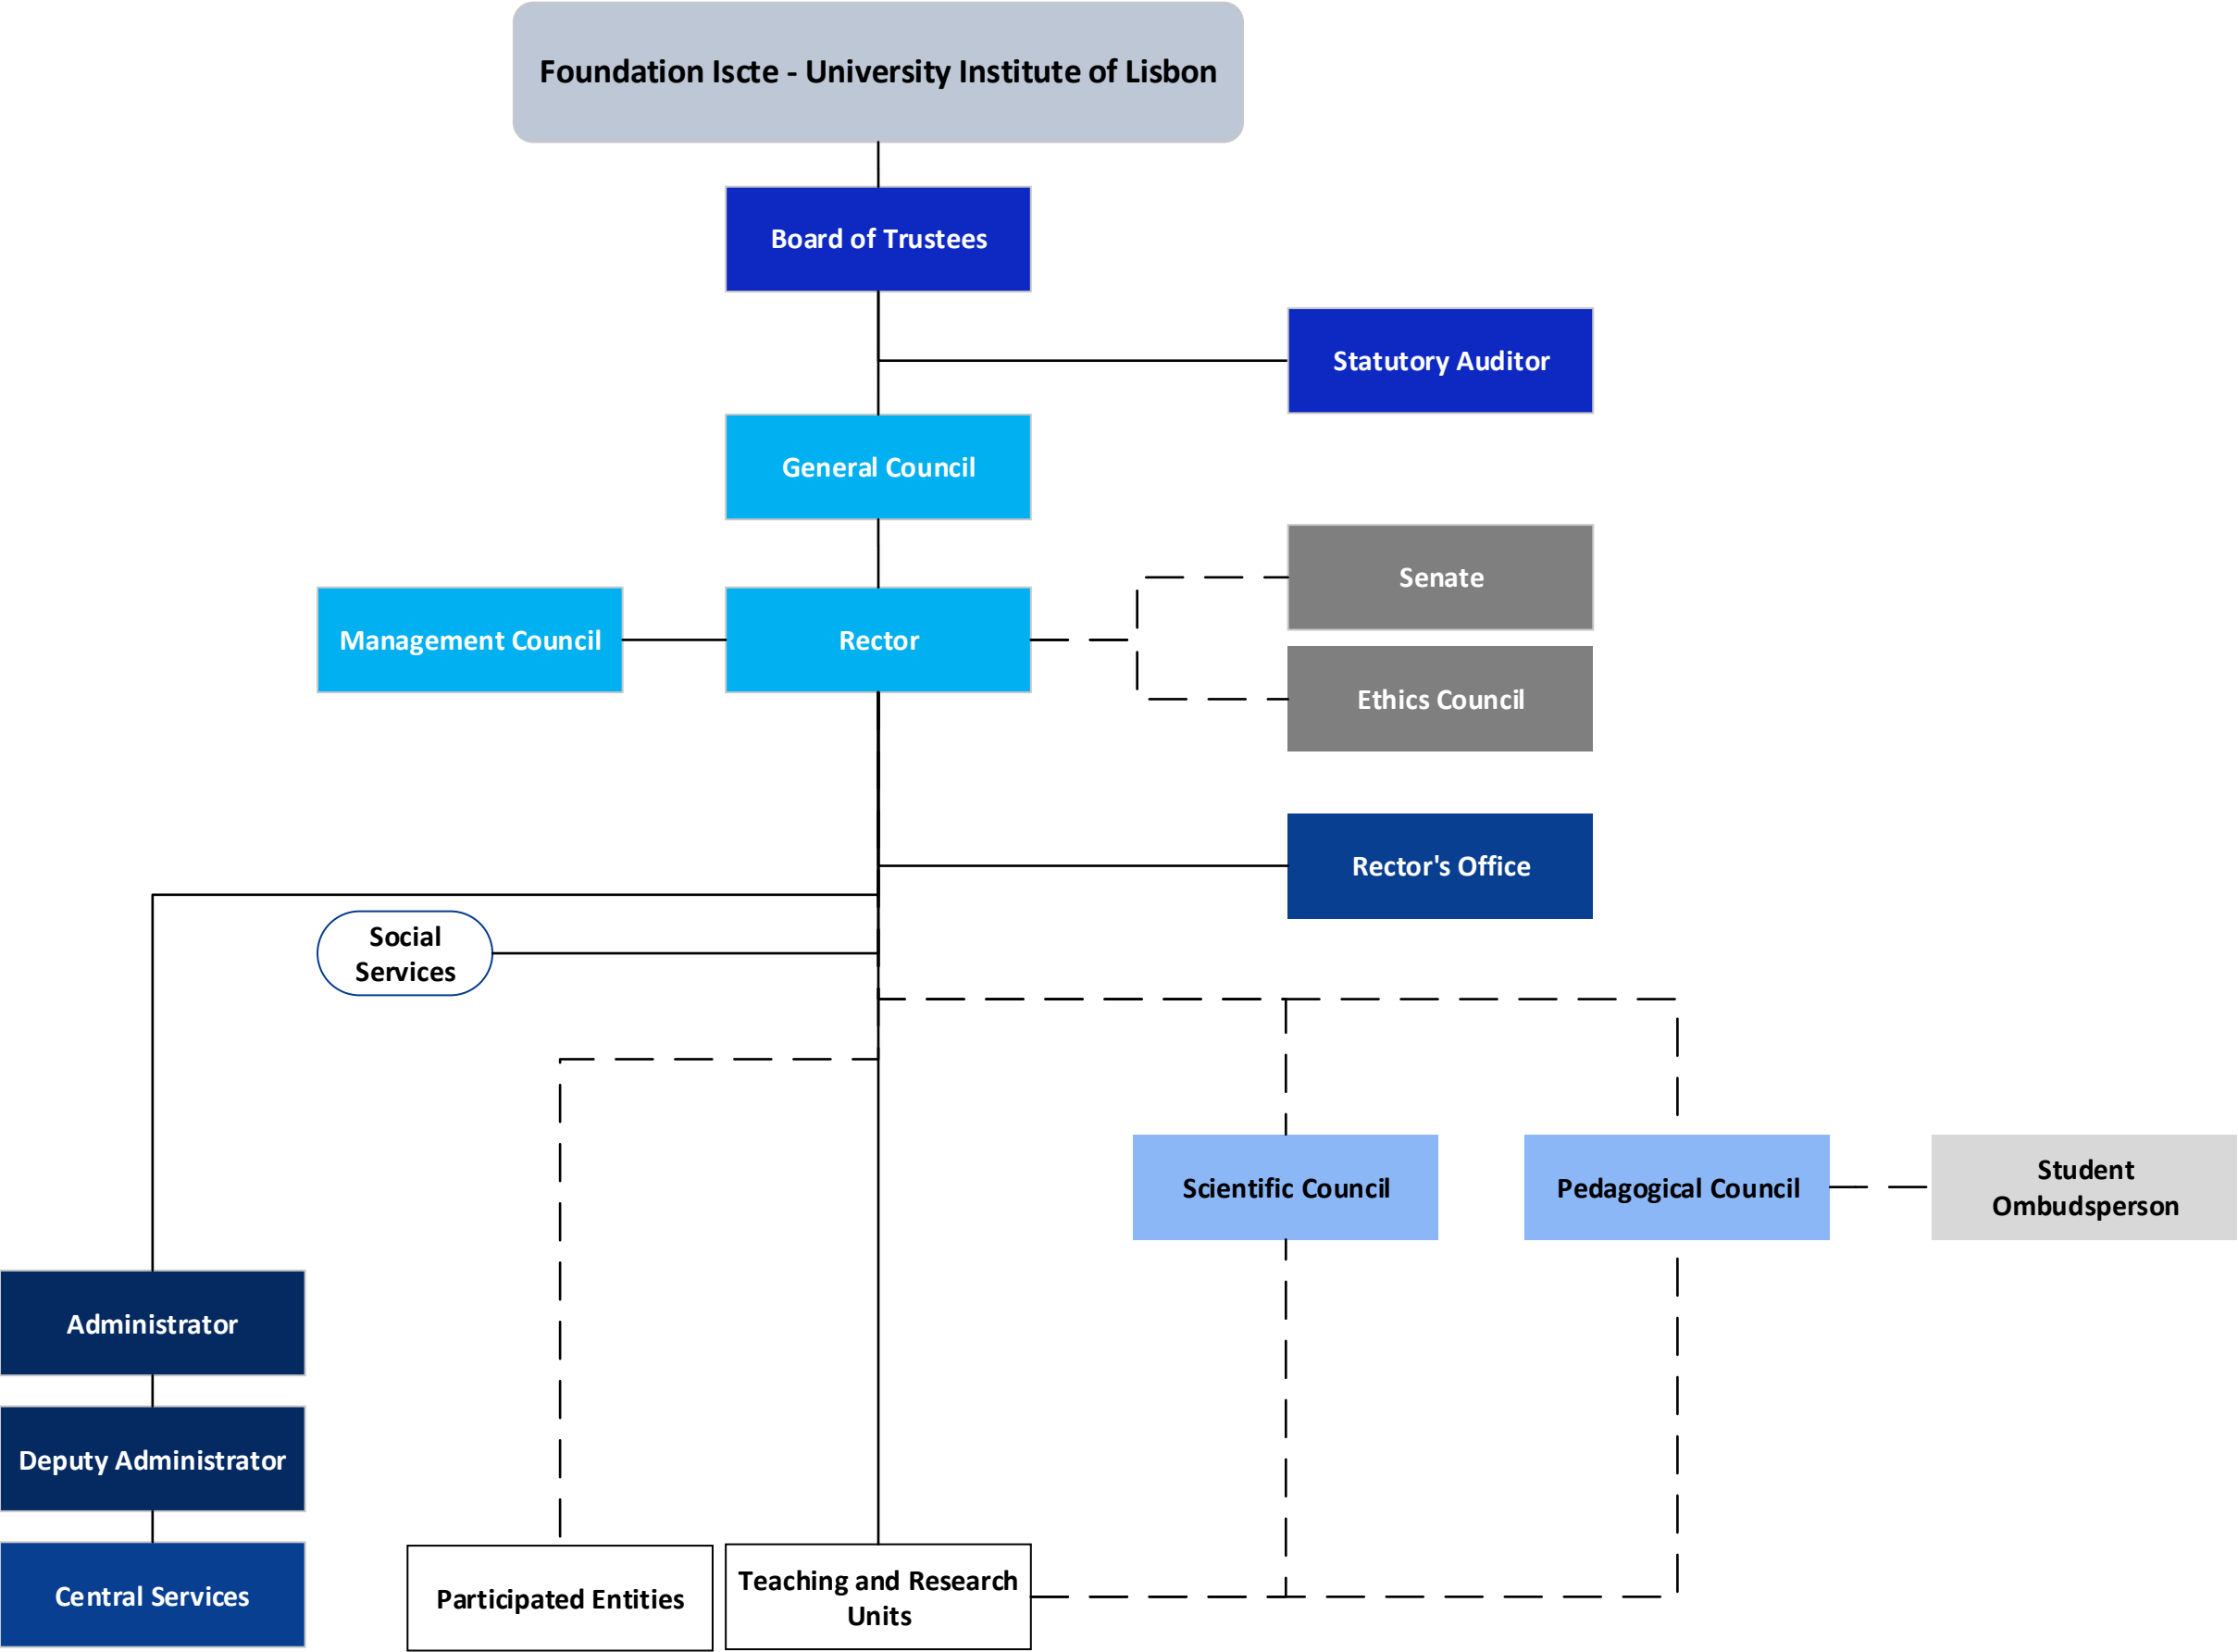 Foundation Iscte - University Institute of Lisbon
Board of Trustees
Statutory Auditor
General Council
Senate
Management Council
Rector
Ethics Council
Rector's Office
Social
Services
Scientific Council
Pedagogical Council
Student
Ombudsperson
Administrator
Deputy Administrator
Central Services
Participated Entities
Teaching and Research
Units